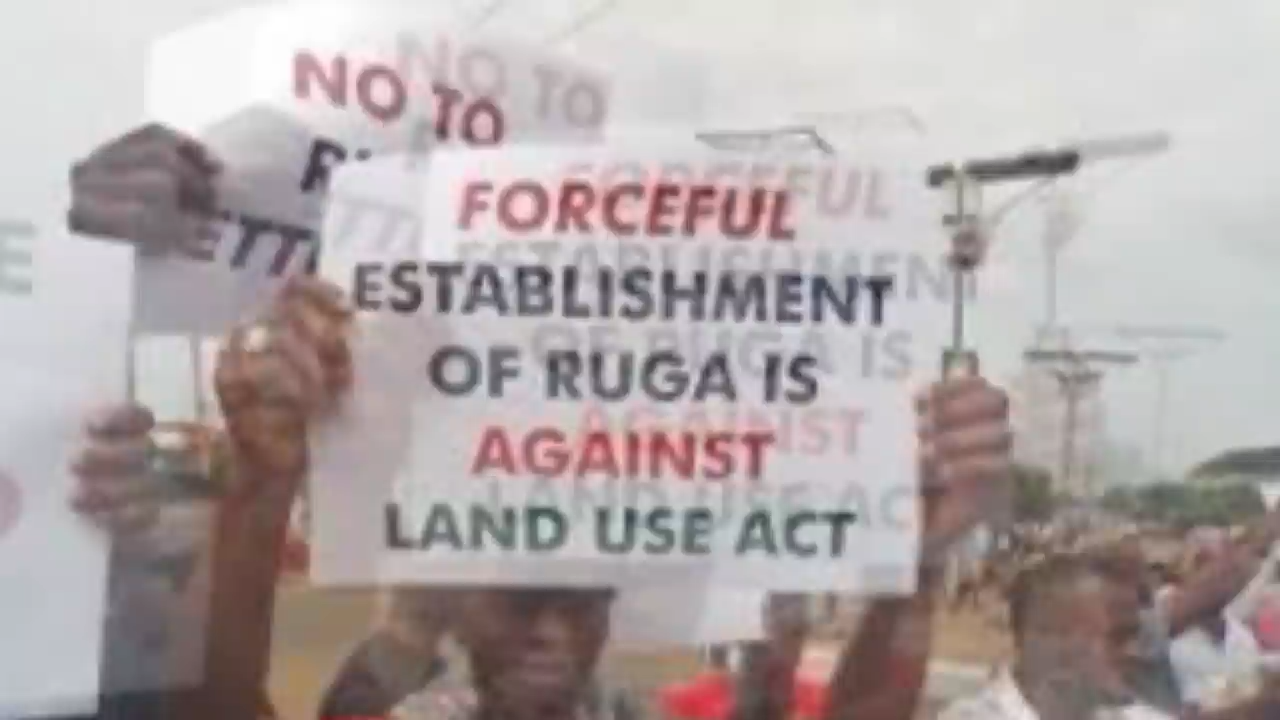 NO TO
FORCEFUL
ESTABLISHMENT
OF RUGA IS
AGAINST
LAND USE ACT